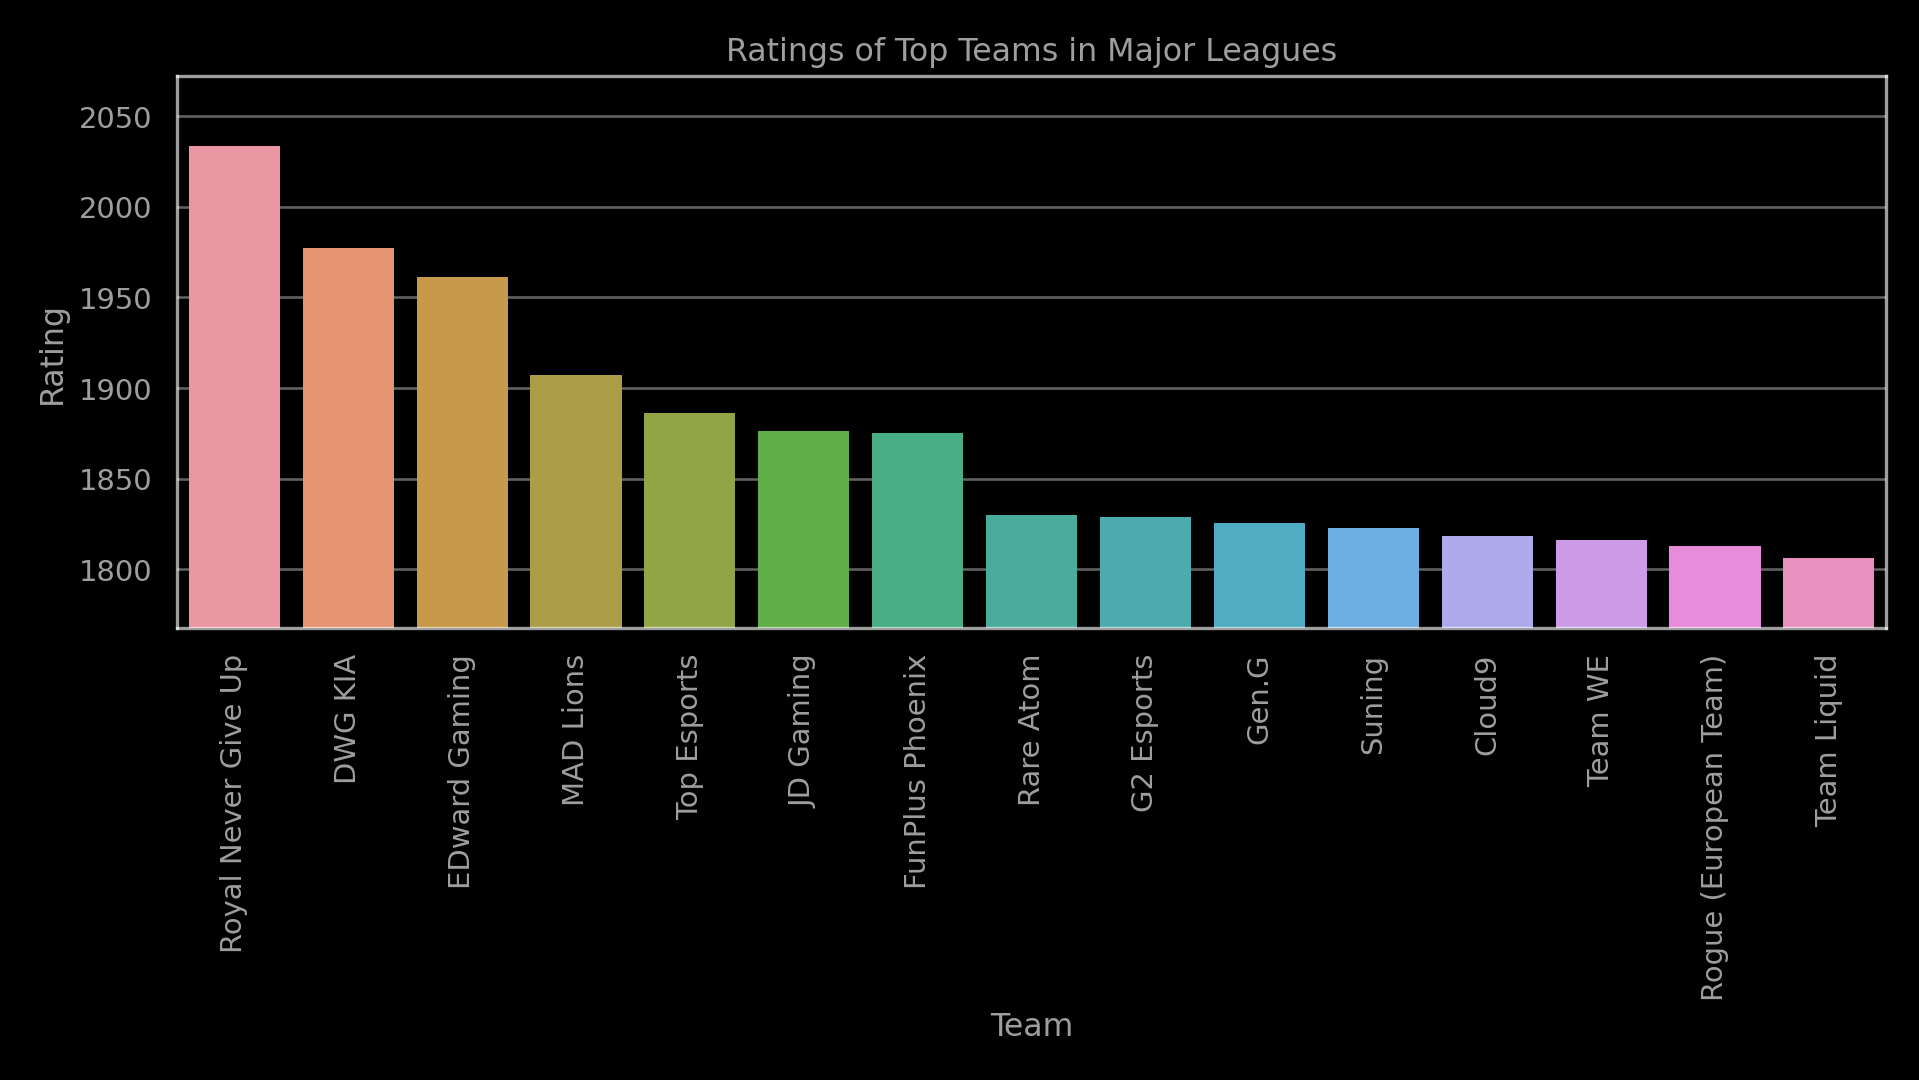 Ratings of Top Teams in Major Leagues
Rating
2050
2000
1950
1900
1850
1800
Royal Never Give Up
DWG KIA
EDward Gaming
MAD Lions
Top Esports
JD Gaming
FunPlus Phoenix
Rare Atom
G2 Esports
Gen.G
Suning
Cloud9
Team WE
Rogue (European Team)
Team Liquid
Team